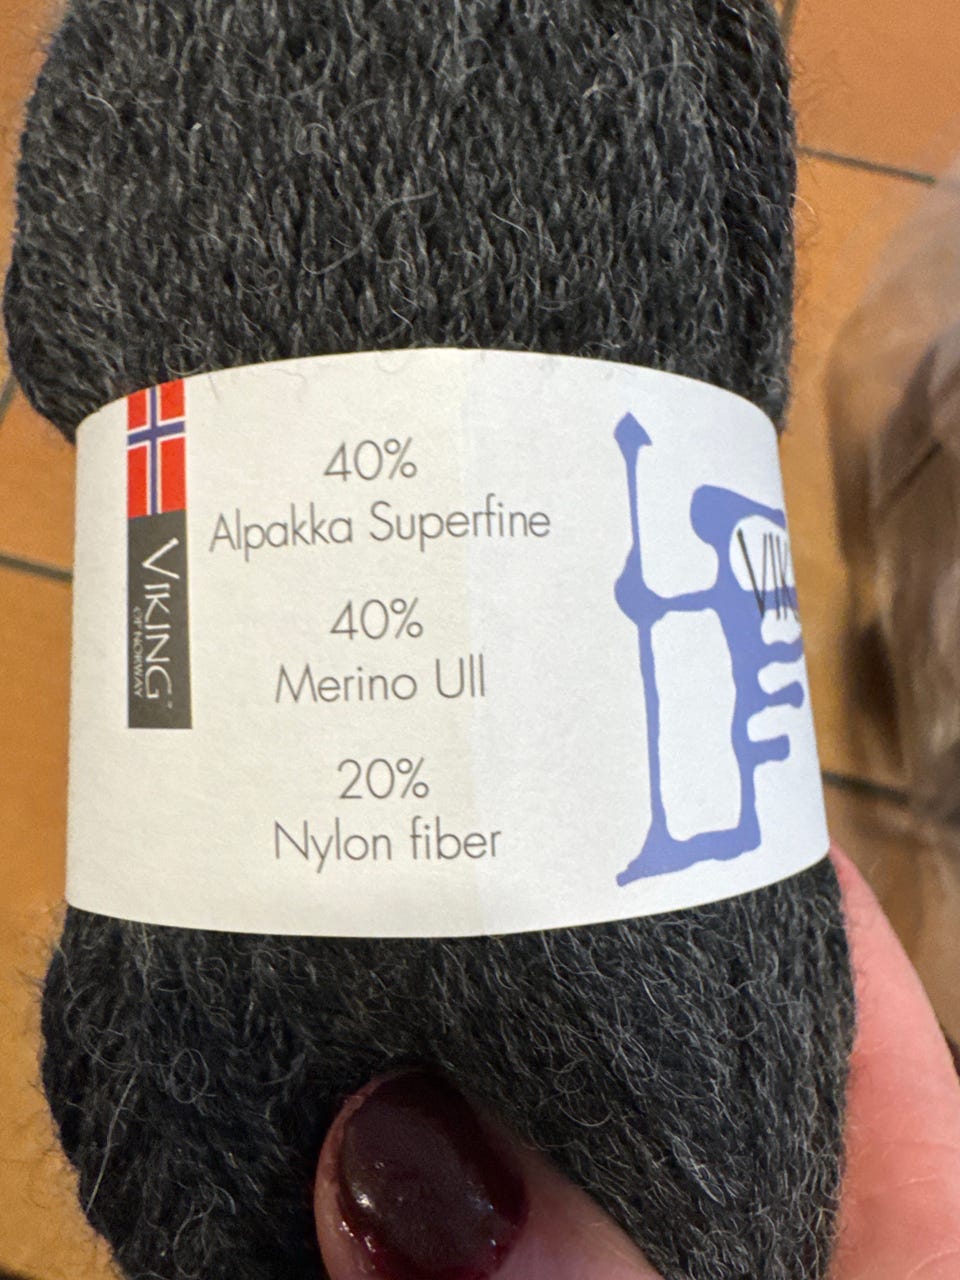 40%
Alpakka Superfine
40%
Merino Ull
20%
Nylon fiber
VIKING
OF NORWAY